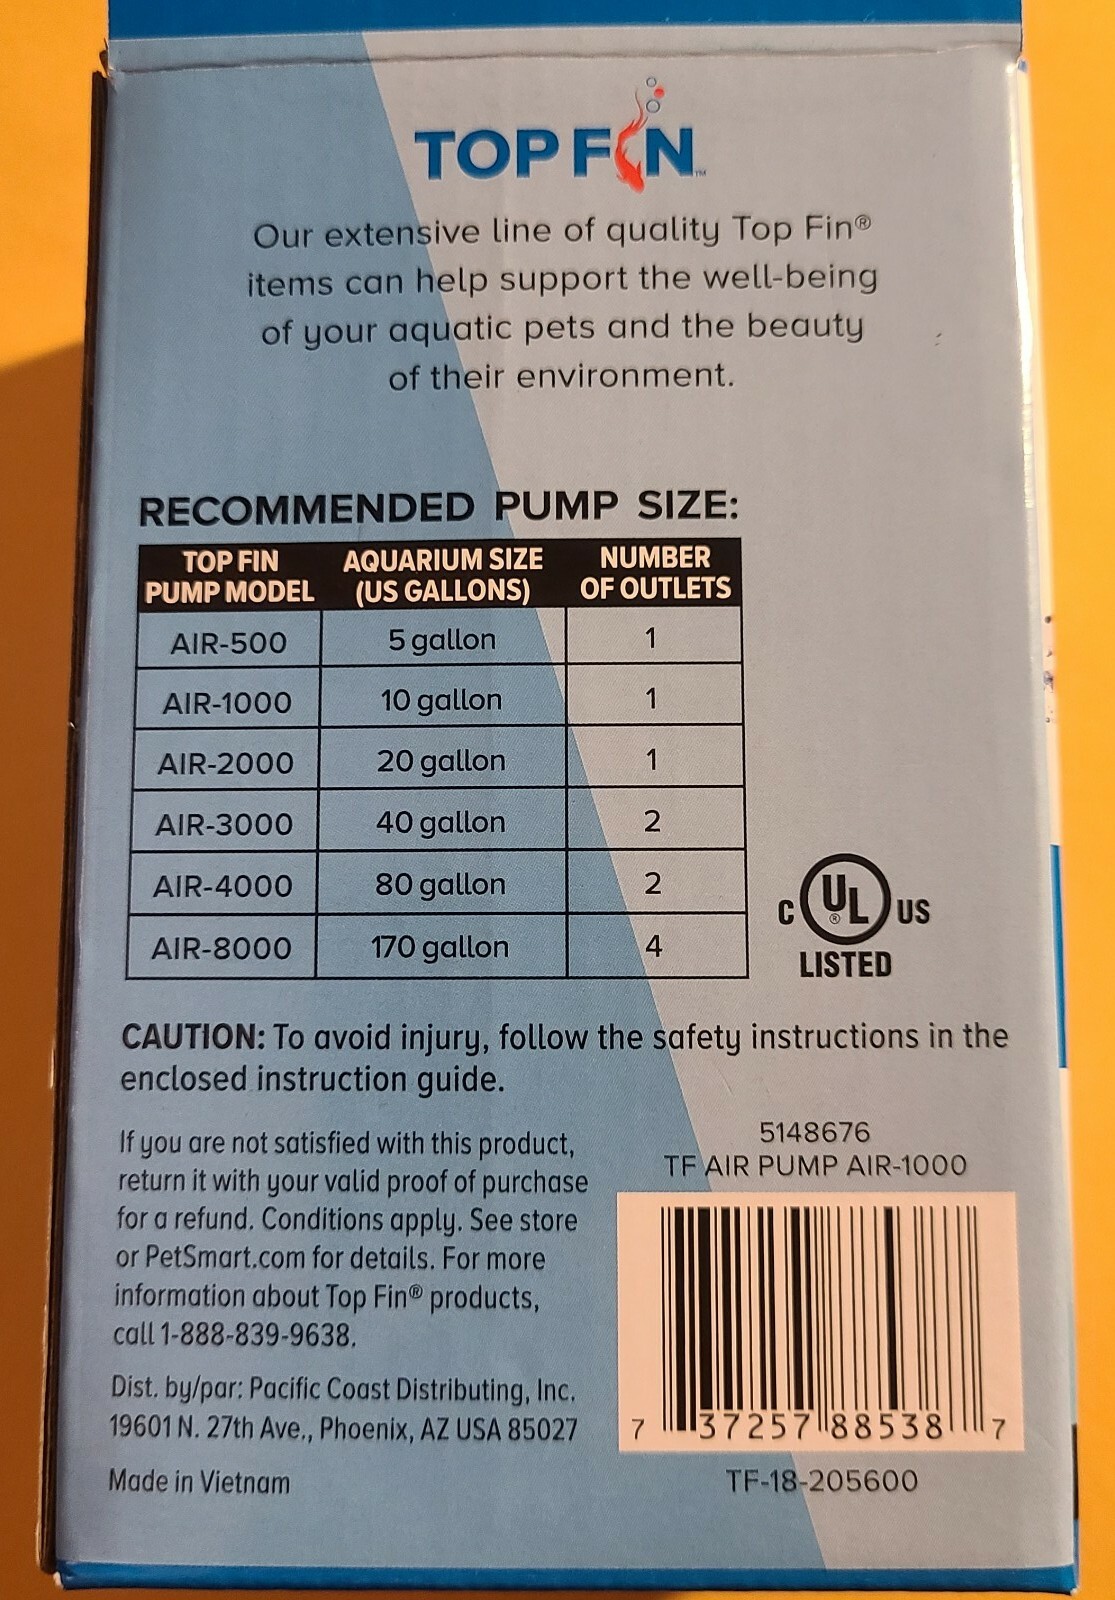 TOP FIN™
Our extensive line of quality Top Fin®
items can help support the well-being
of your aquatic pets and the beauty
of their environment.
RECOMMENDED PUMP SIZE:
TOP FIN PUMP MODEL AQUARIUM SIZE (US GALLONS) NUMBER OF OUTLETS
AIR-500 5 gallon 1
AIR-1000 10 gallon 1
AIR-2000 20 gallon 1
AIR-3000 40 gallon 2
AIR-4000 80 gallon 2
AIR-8000 170 gallon 4
C UL® US
LISTED
CAUTION: To avoid injury, follow the safety instructions in the
enclosed instruction guide.
If you are not satisfied with this product,
return it with your valid proof of purchase
for a refund. Conditions apply. See store
or PetSmart.com for details. For more
information about Top Fin® products,
call 1-888-839-9638.
Dist. by/par: Pacific Coast Distributing, Inc.
19601 N. 27th Ave., Phoenix, AZ USA 85027
Made in Vietnam
5148676
TF AIR PUMP AIR-1000
7 37257 88538 7
TF-18-205600